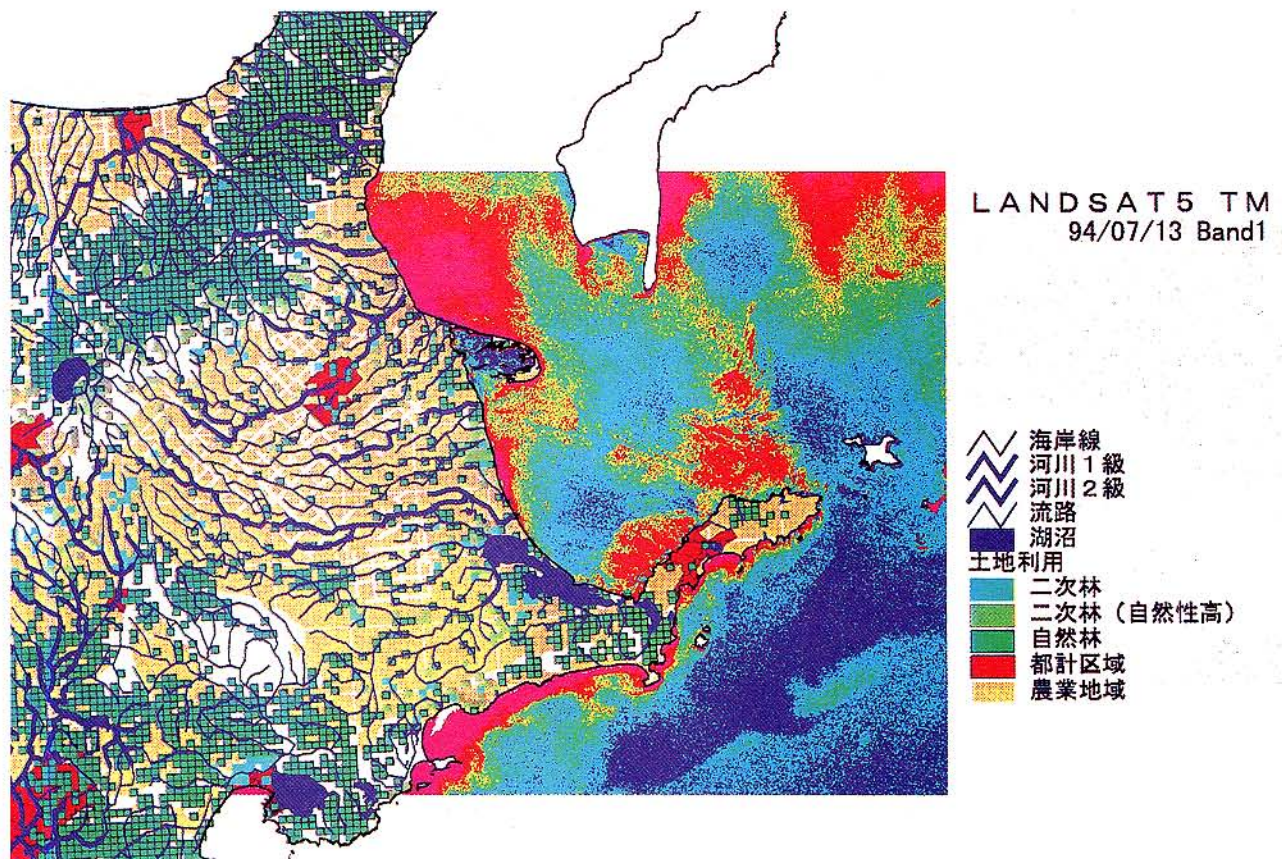 LANDSAT5 TM
94/07/13 Band1
海岸線
河川1級
河川2級
流路
湖沼
土地利用
二次林
二次林（自然性高）
自然林
都計区域
農業地域